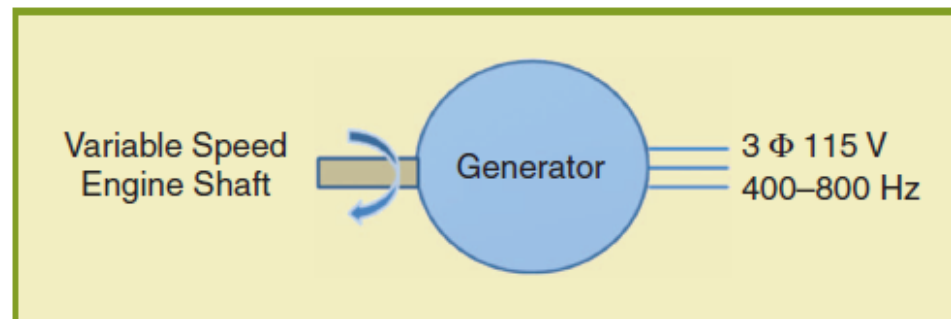 Variable Speed
Engine Shaft
Generator
3 Φ 115 V
400–800 Hz